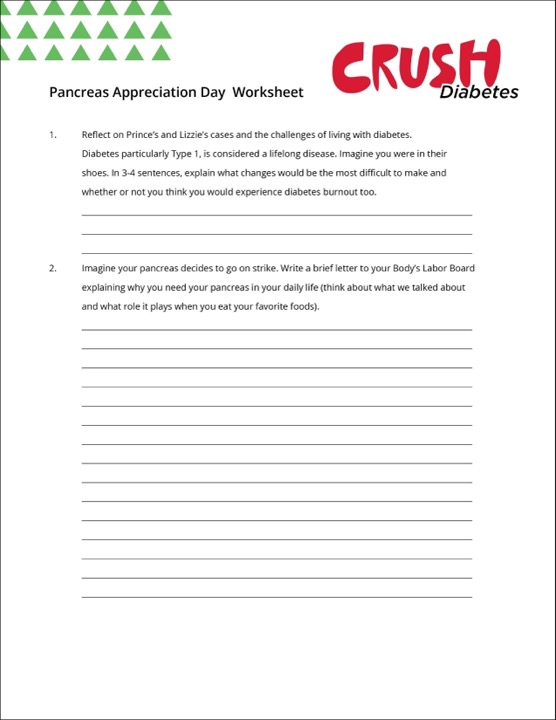 CRUSH
Diabetes
Pancreas Appreciation Day Worksheet
1. Reflect on Prince's and Lizzie's cases and the challenges of living with diabetes.
Diabetes particularly Type 1, is considered a lifelong disease. Imagine you were in their
shoes. In 3-4 sentences, explain what changes would be the most difficult to make and
whether or not you think you would experience diabetes burnout too.
2. Imagine your pancreas decides to go on strike. Write a brief letter to your Body's Labor Board
explaining why you need your pancreas in your daily life (think about what we talked about
and what role it plays when you eat your favorite foods).